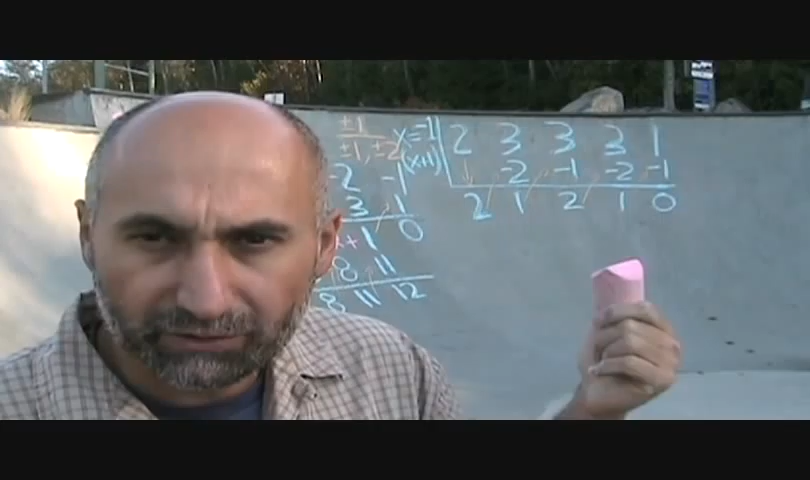 ±1
±1, ±2
x=-1
(x+1)
2 3 3 3 1
-2 -1 -2 -1
2 1 2 1 0
-2 -1
3 1
x+1 0
8 11
8 11 12